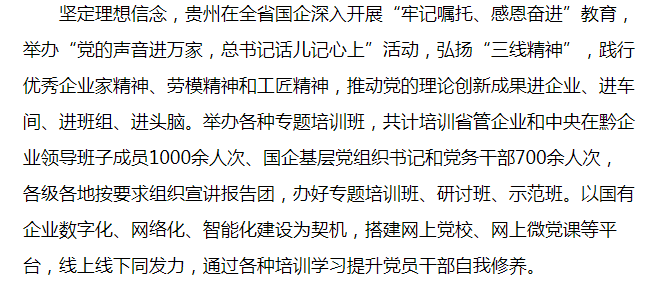 坚定理想信念，贵州在全省国企深入开展“牢记嘱托、感恩奋进”教育，
举办“党的声音进万家，总书记话儿记心上”活动，弘扬“三线精神”，践行
优秀企业家精神、劳模精神和工匠精神，推动党的理论创新成果进企业、进车
间、进班组、进头脑。举办各种专题培训班，共计培训省管企业和中央在黔企
业领导班子成员1000余人次、国企基层党组织书记和党务干部700余人次，
各级各地按要求组织宣讲报告团，办好专题培训班、研讨班、示范班。以国有
企业数字化、网络化、智能化建设为契机，搭建网上党校、网上微党课等平
台，线上线下同发力，通过各种培训学习提升党员干部自我修养。